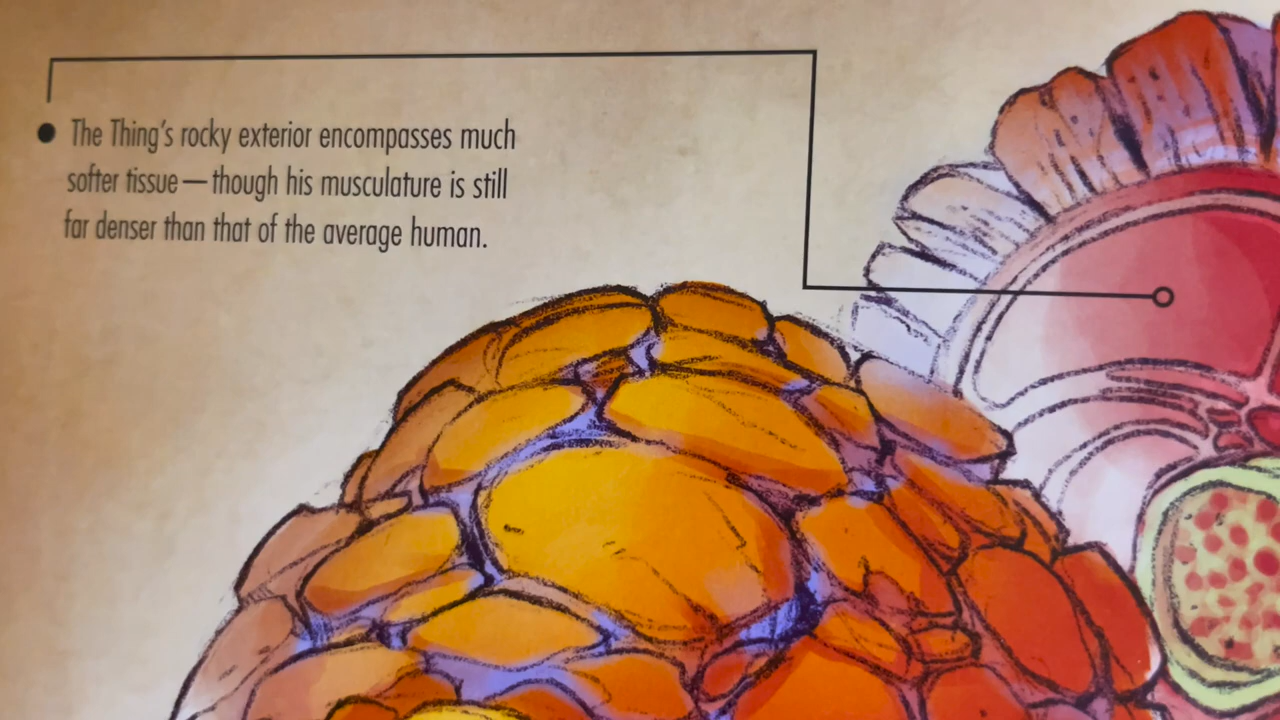 The Thing's rocky exterior encompasses much
softer tissue—though his musculature is still
far denser than that of the average human.